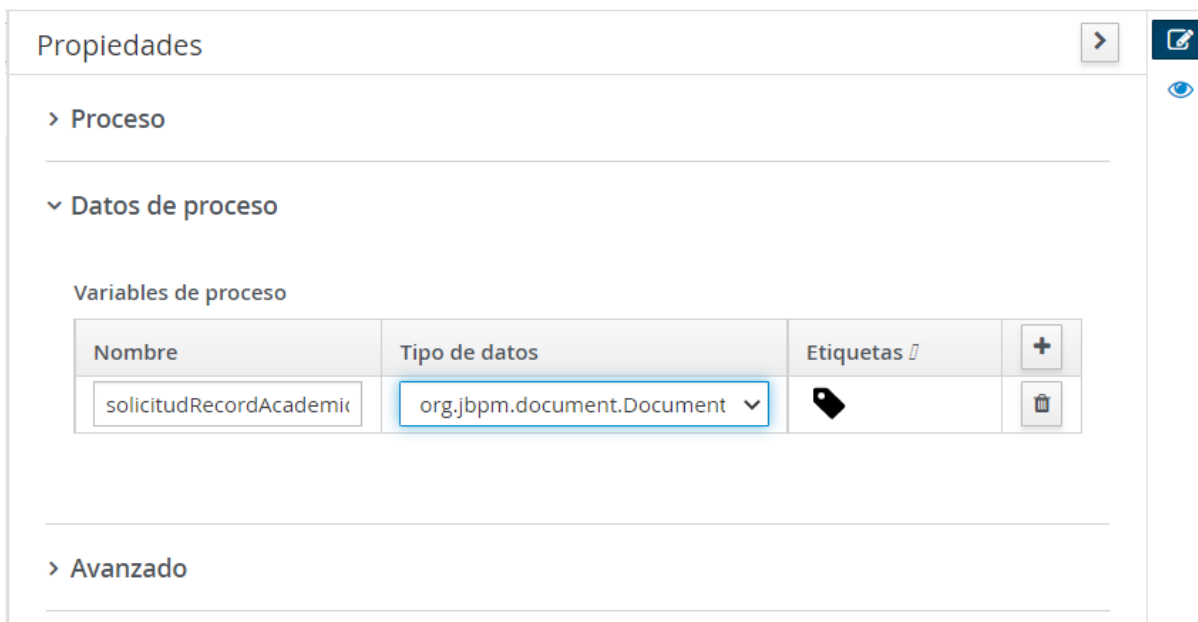 Propiedades
Proceso
Datos de proceso
Variables de proceso
Nombre Tipo de datos Etiquetas
solicitudRecordAcademic org.jbpm.document.Document
Avanzado